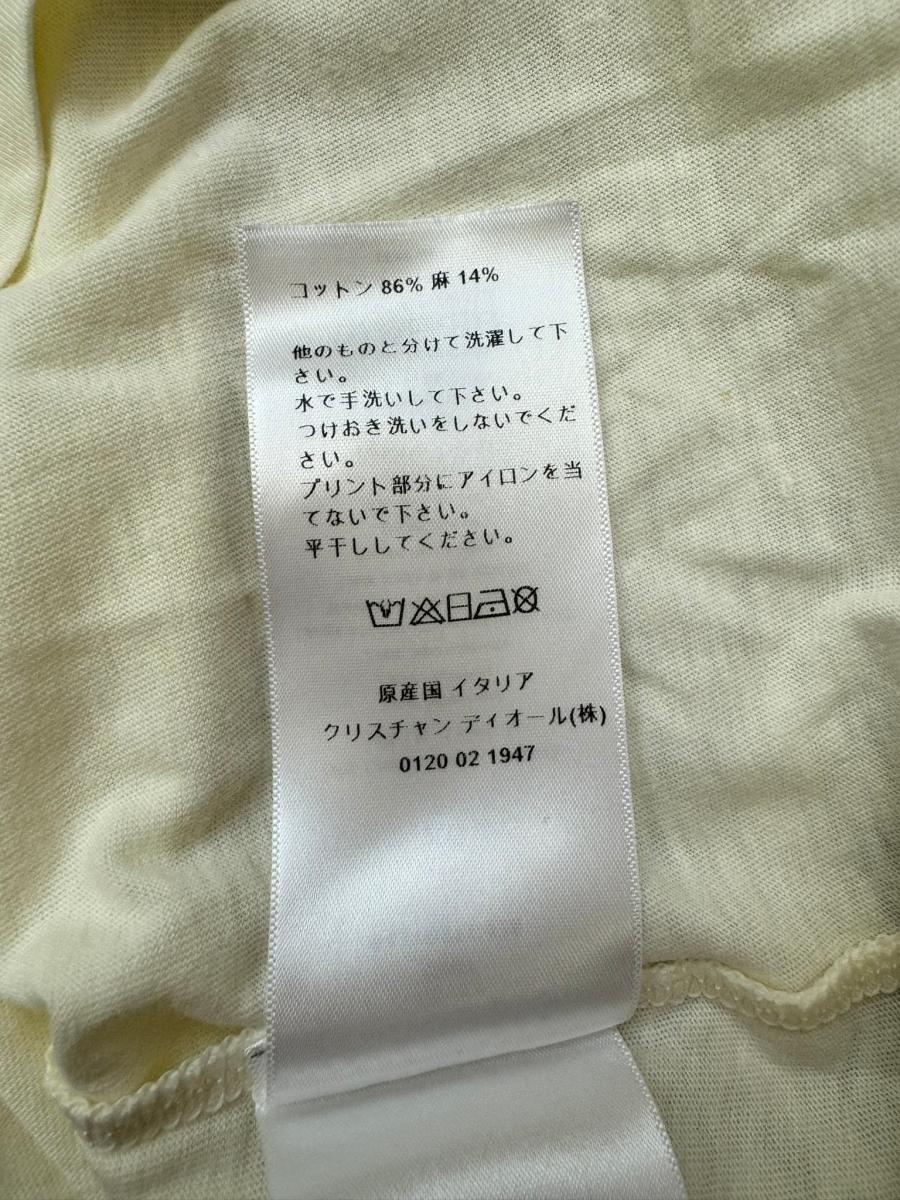 コットン 86% 麻 14%
他のものと分けて洗濯して下
さい。
水で手洗いして下さい。
つけおき洗いをしないでくだ
さい。
プリント部分にアイロンを当
てないで下さい。
平干ししてください。
原産国 イタリア
クリスチャン ディオール(株)
0120 02 1947